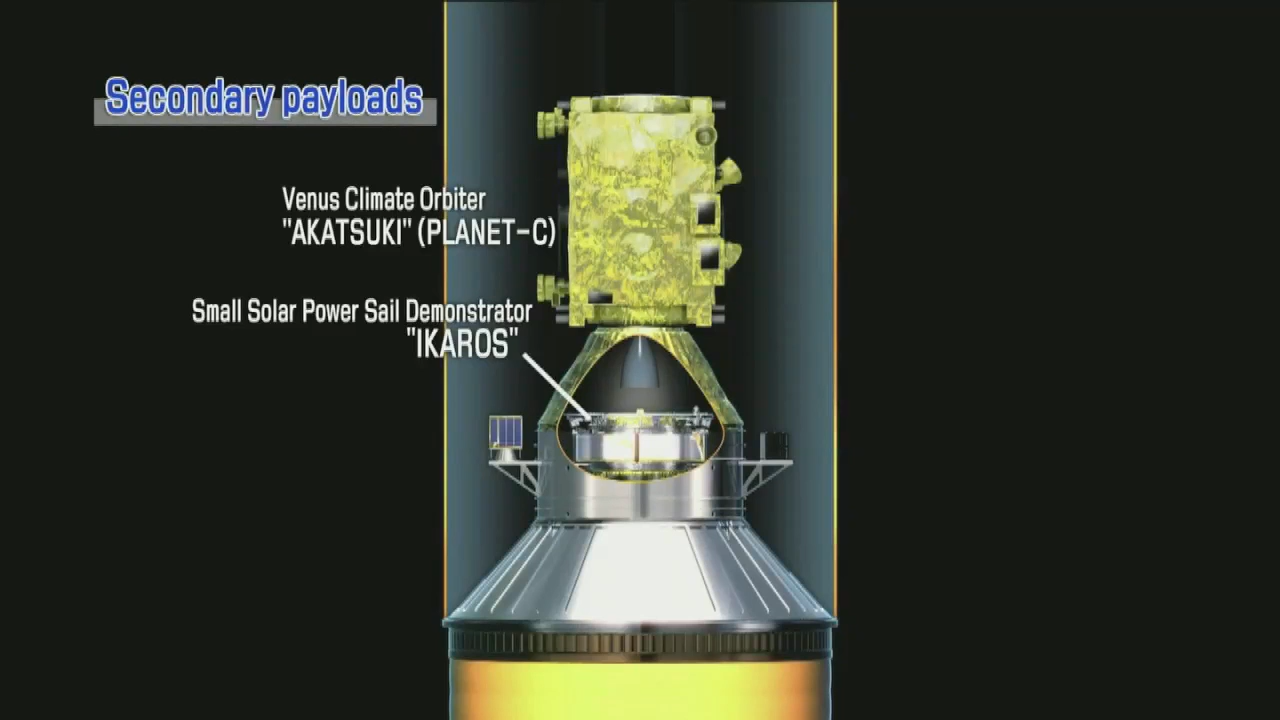 Secondary payloads
Venus Climate Orbiter
"AKATSUKI" (PLANET-C)
Small Solar Power Sail Demonstrator
"IKAROS"